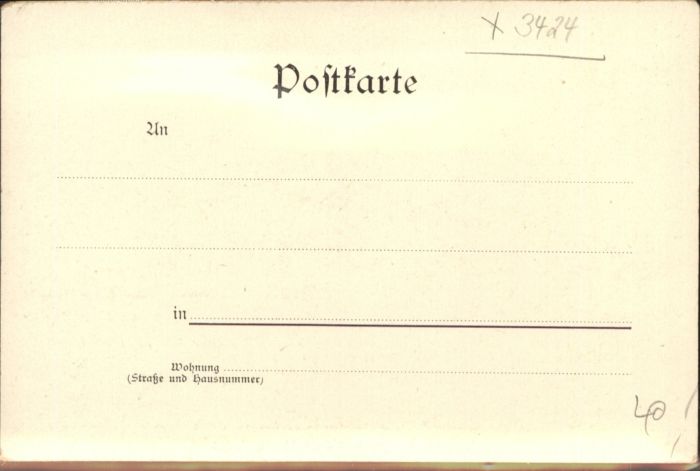 x 3424
Postkarte
An
in
Wohnung
(Straße und Hausnummer)
40